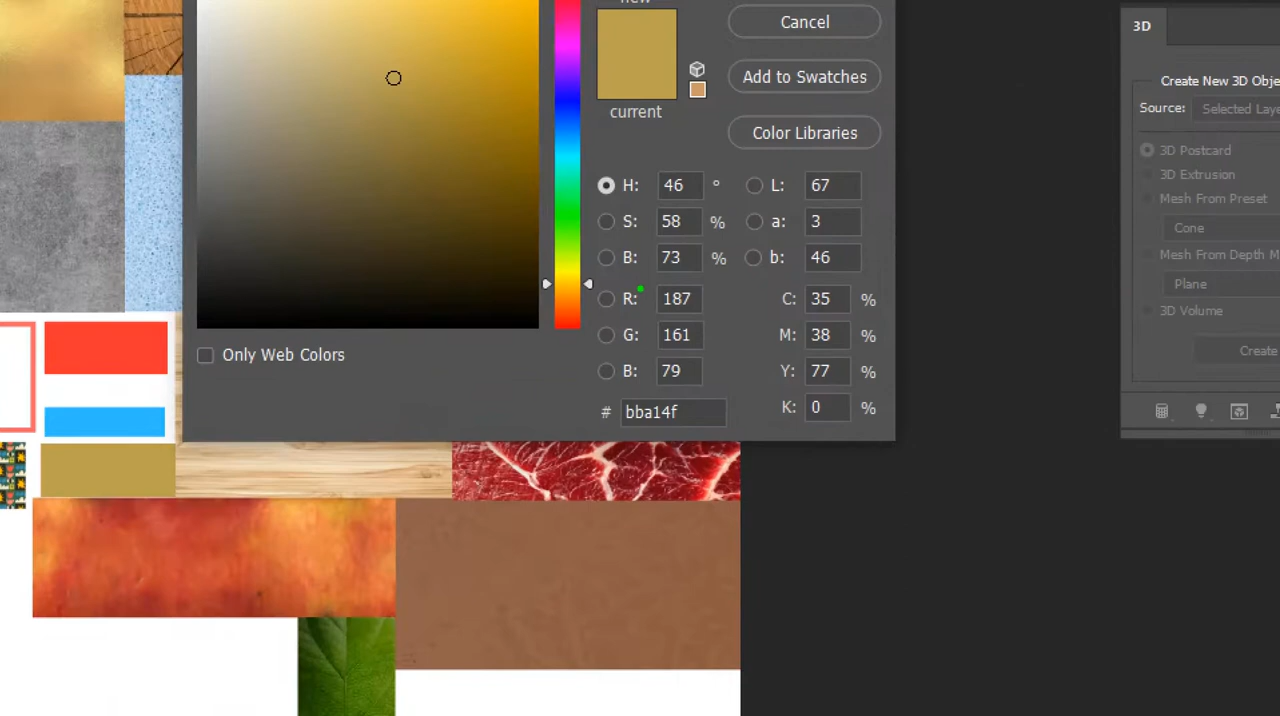 new
current
Cancel
Add to Swatches
Color Libraries
H: 46 °
L: 67
S: 58 %
a: 3
B: 73 %
b: 46
R: 187
C: 35 %
G: 161
M: 38 %
B: 79
Y: 77 %
# bba14f
K: 0 %
Only Web Colors
3D
Create New 3D Obje
Source: Selected Laye
3D Postcard
3D Extrusion
Mesh From Preset
Cone
Mesh From Depth M
Plane
3D Volume
Create